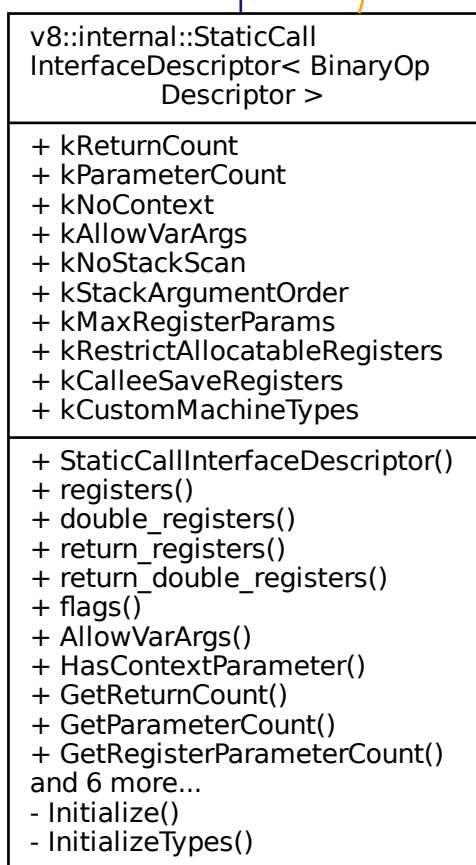 v8::internal::StaticCall
InterfaceDescriptor< BinaryOp
Descriptor >
+ kReturnCount
+ kParameterCount
+ kNoContext
+ kAllowVarArgs
+ kNoStackScan
+ kStackArgumentOrder
+ kMaxRegisterParams
+ kRestrictAllocatableRegisters
+ kCalleeSaveRegisters
+ kCustomMachineTypes
+ StaticCallInterfaceDescriptor()
+ registers()
+ double_registers()
+ return_registers()
+ return_double_registers()
+ flags()
+ AllowVarArgs()
+ HasContextParameter()
+ GetReturnCount()
+ GetParameterCount()
+ GetRegisterParameterCount()
and 6 more...
- Initialize()
- InitializeTypes()